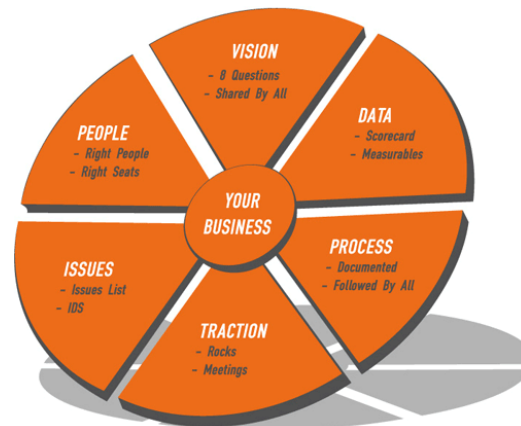 VISION
- 8 Questions
- Shared By All
DATA
- Scorecard
- Measurables
PEOPLE
- Right People
- Right Seats
YOUR
BUSINESS
PROCESS
- Documented
- Followed By All
ISSUES
- Issues List
- IDS
TRACTION
- Rocks
- Meetings